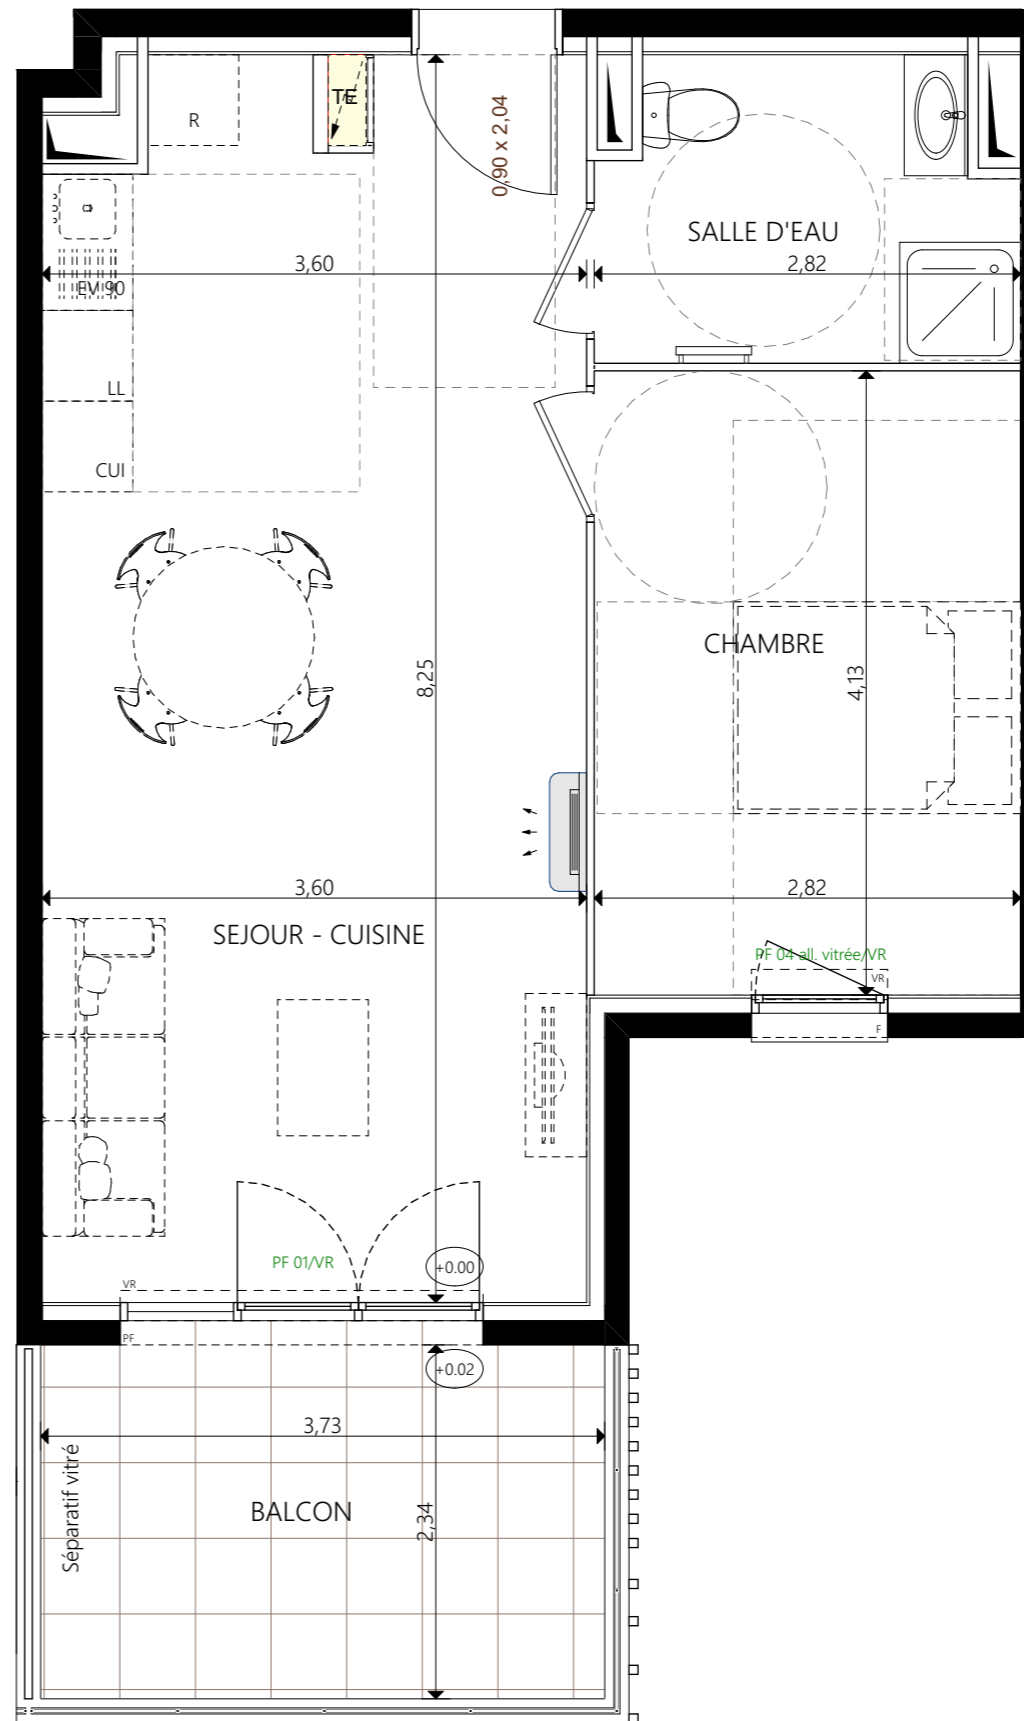 R
TE
0,90 x 2,04
SALLE D'EAU
3,60
2,82
EVI 90
LL
CUI
CHAMBRE
8,25
4,13
3,60
2,82
SEJOUR - CUISINE
PF 04 all. vitrée/VR
VR
F
PF 01/VR
+0.00
VR
PF
+0.02
3,73
Séparatif vitré
BALCON
2,34